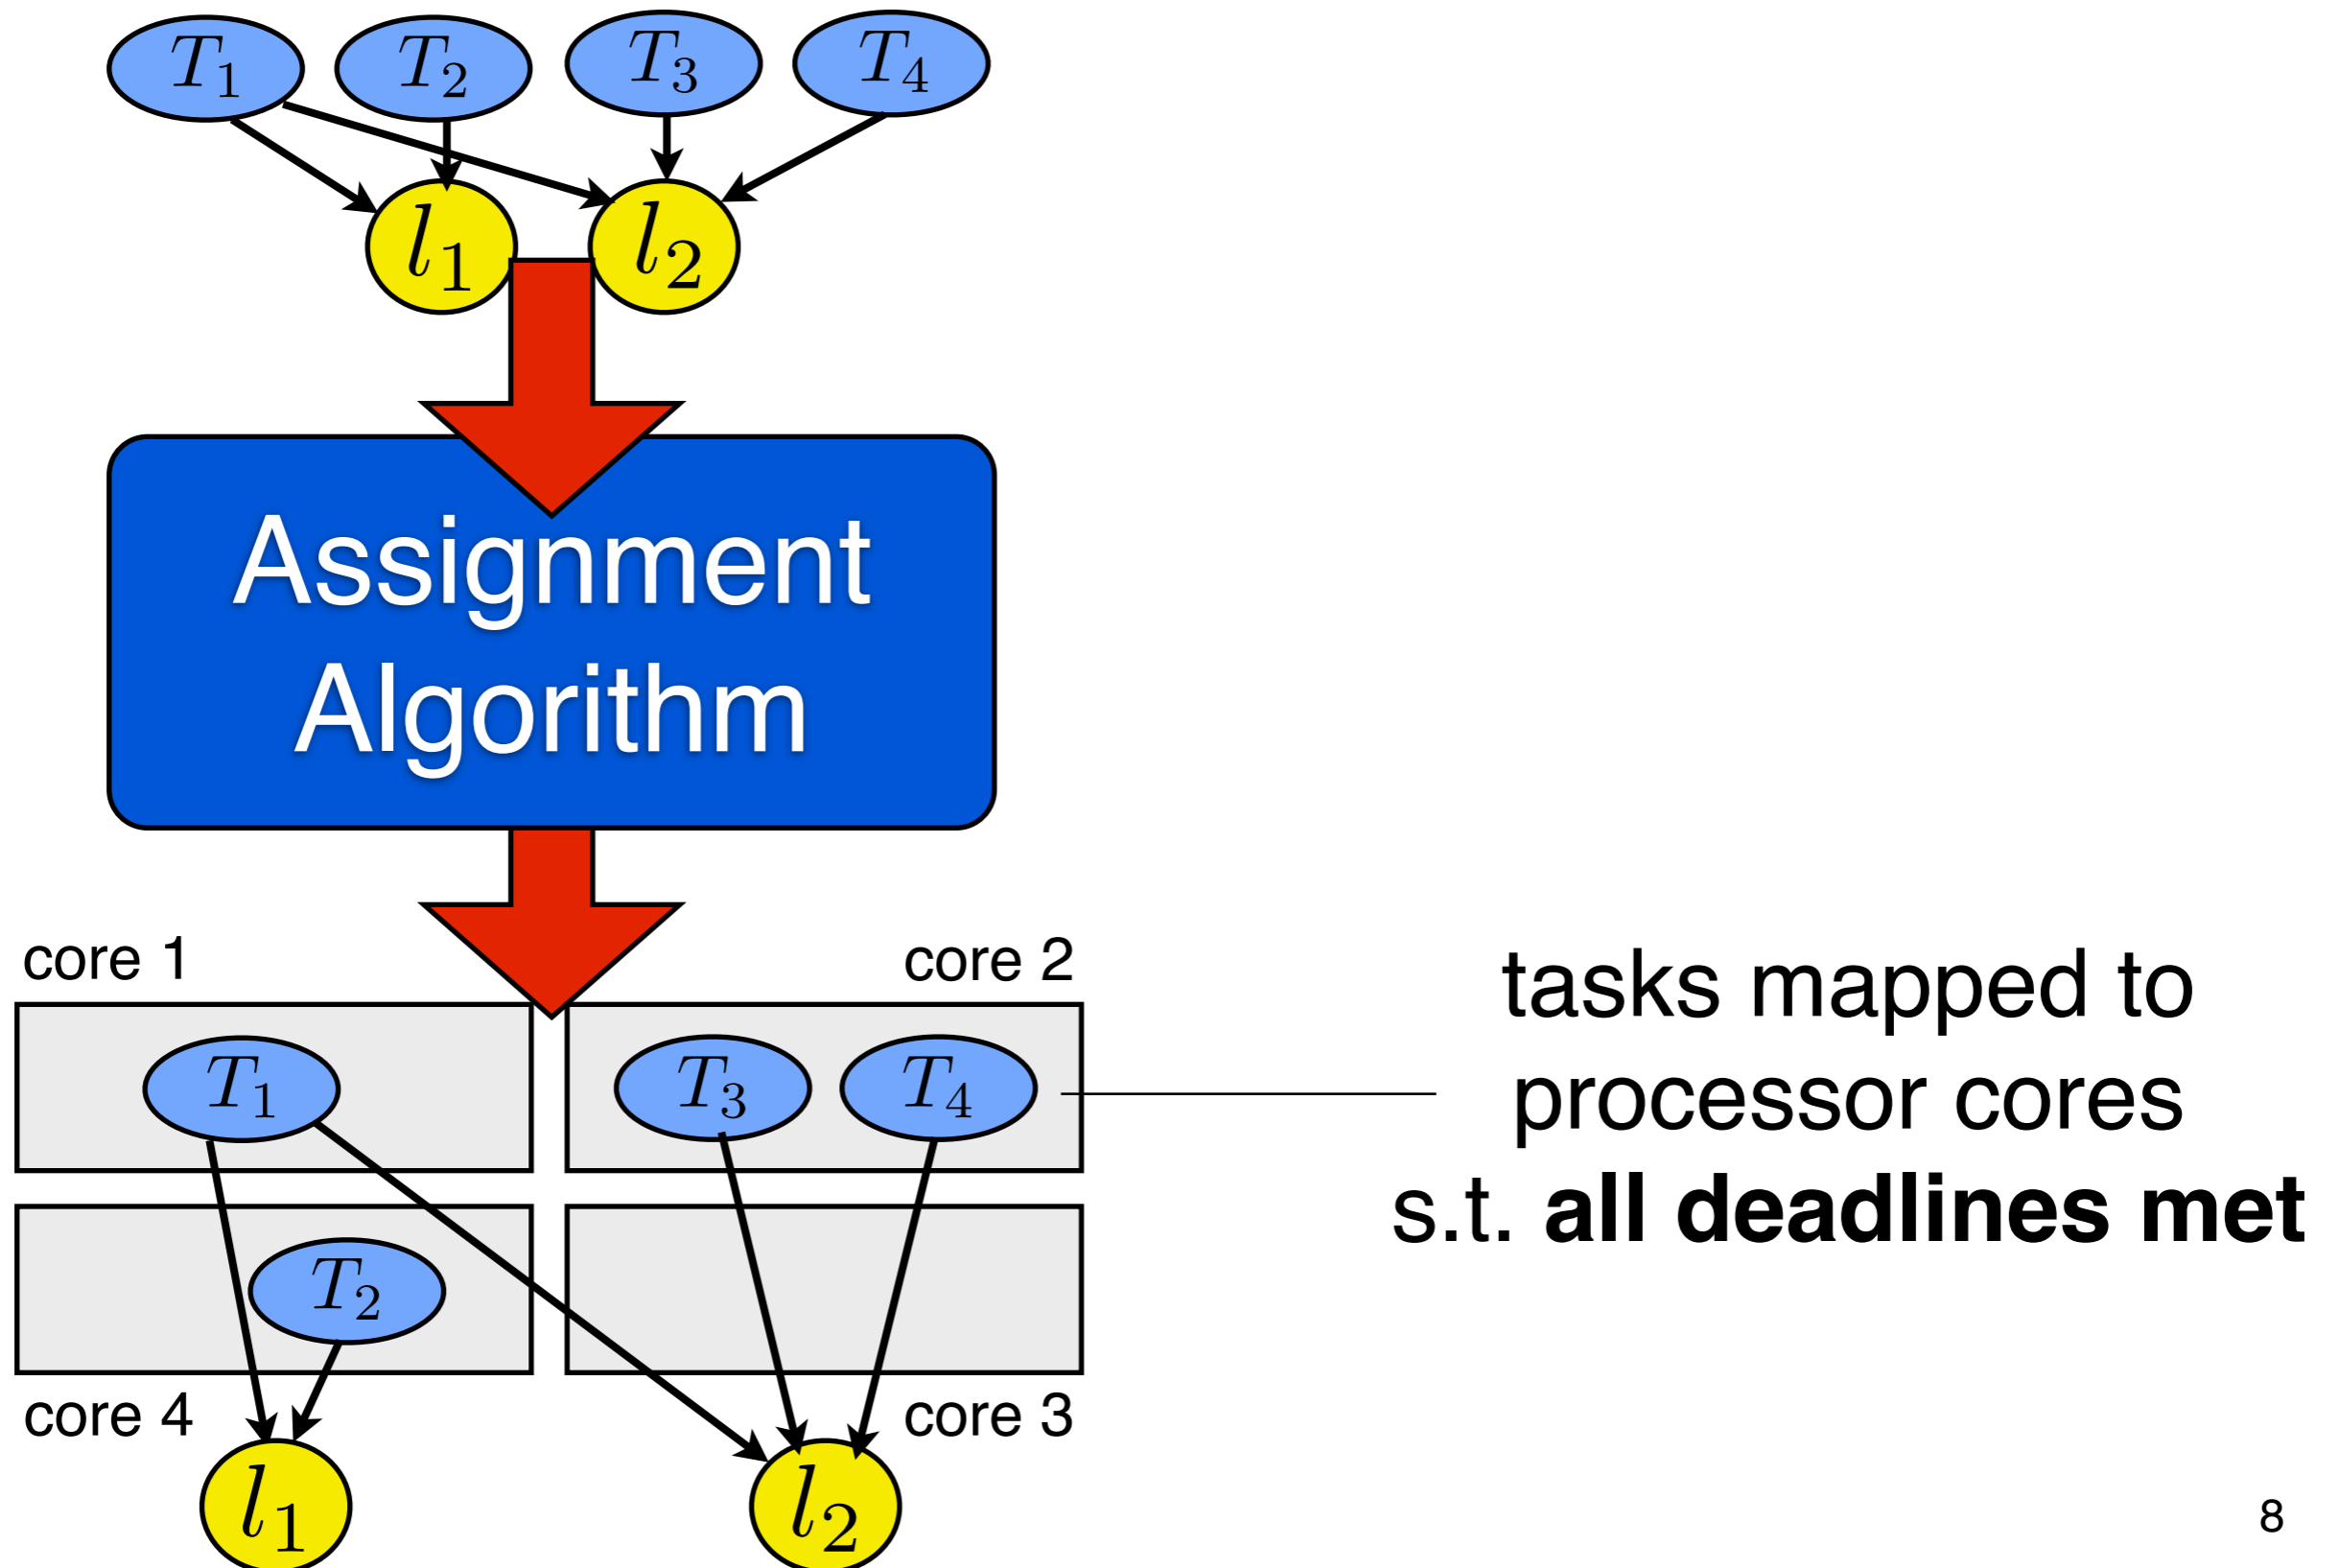 T1 T2 T3 T4
l1 l2
Assignment
Algorithm
core 1 core 2
T1 T3 T4
tasks mapped to
processor cores
s.t. all deadlines met
T2
core 4 core 3
l1 l2
8